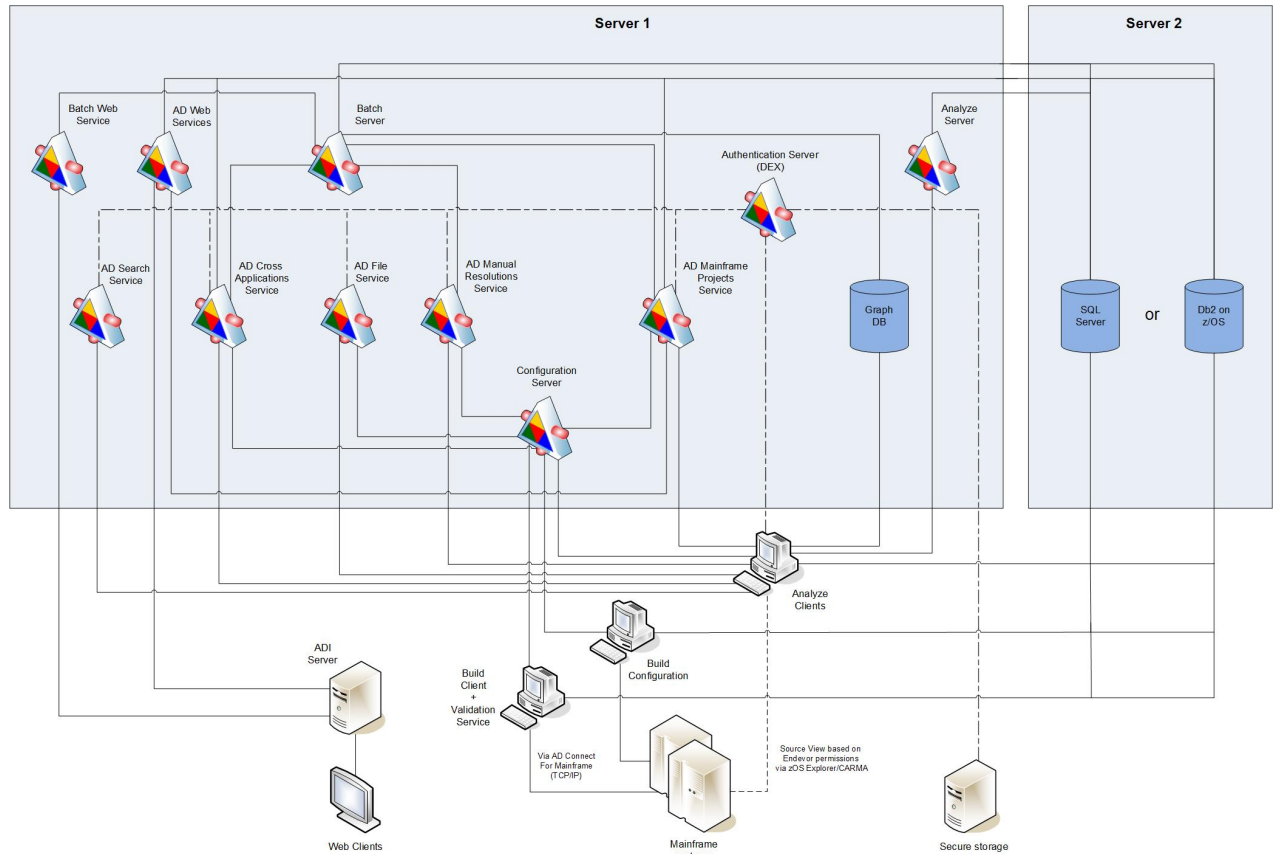 Server 1
Server 2
Batch Web
Service
AD Web
Services
Batch
Server
Analyze
Server
Authentication Server
(DEX)
AD Search
Service
AD Cross
Applications
Service
AD File
Service
AD Manual
Resolutions
Service
AD Mainframe
Projects
Service
Graph
DB
SQL
Server
or
Db2 on
z/OS
Configuration
Server
Analyze
Clients
Build
Configuration
ADI
Server
Build
Client
+
Validation
Service
Via AD Connect
For Mainframe
(TCP/IP)
Source View based on
Endevor permissions
via zOS Explorer/CARMA
Web Clients
Mainframe
Secure storage